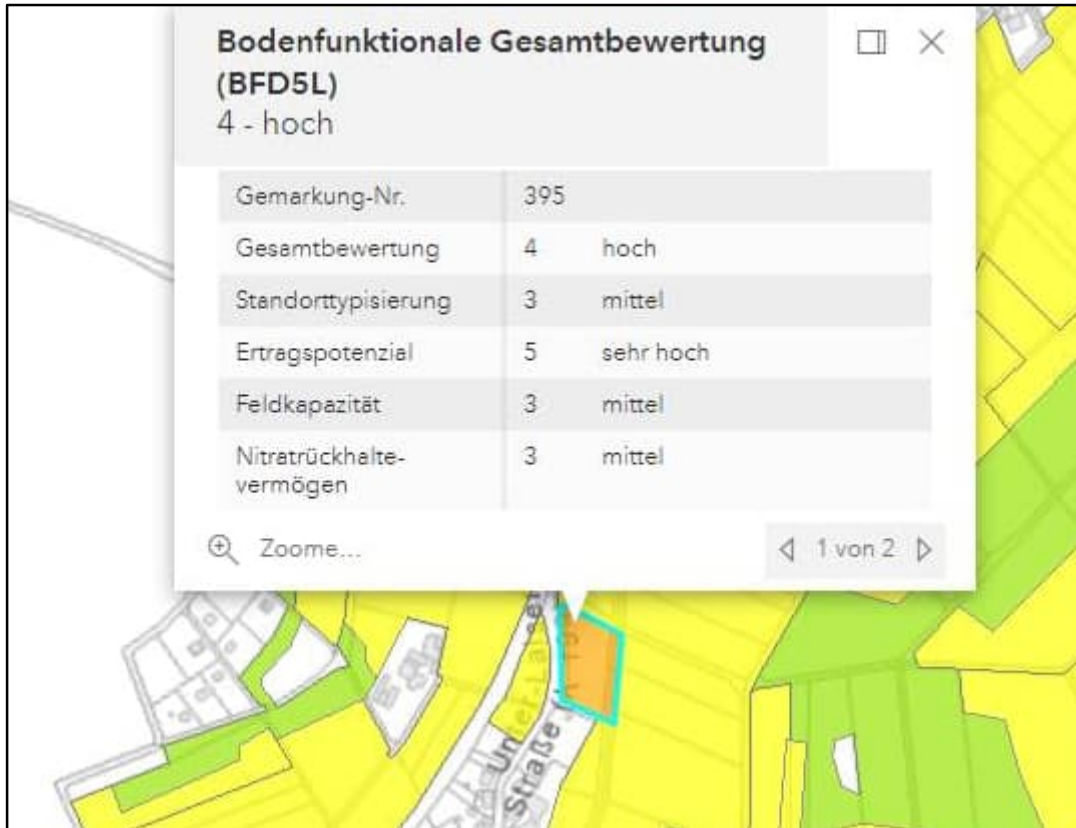 Bodenfunktionale Gesamtbewertung
(BFD5L)
4 - hoch
Gemarkung-Nr. 395
Gesamtbewertung 4 hoch
Standorttypisierung 3 mittel
Ertragspotenzial 5 sehr hoch
Feldkapazität 3 mittel
Nitratrückhalte- 3 mittel
vermögen
Zoome...
1 von 2
Straße